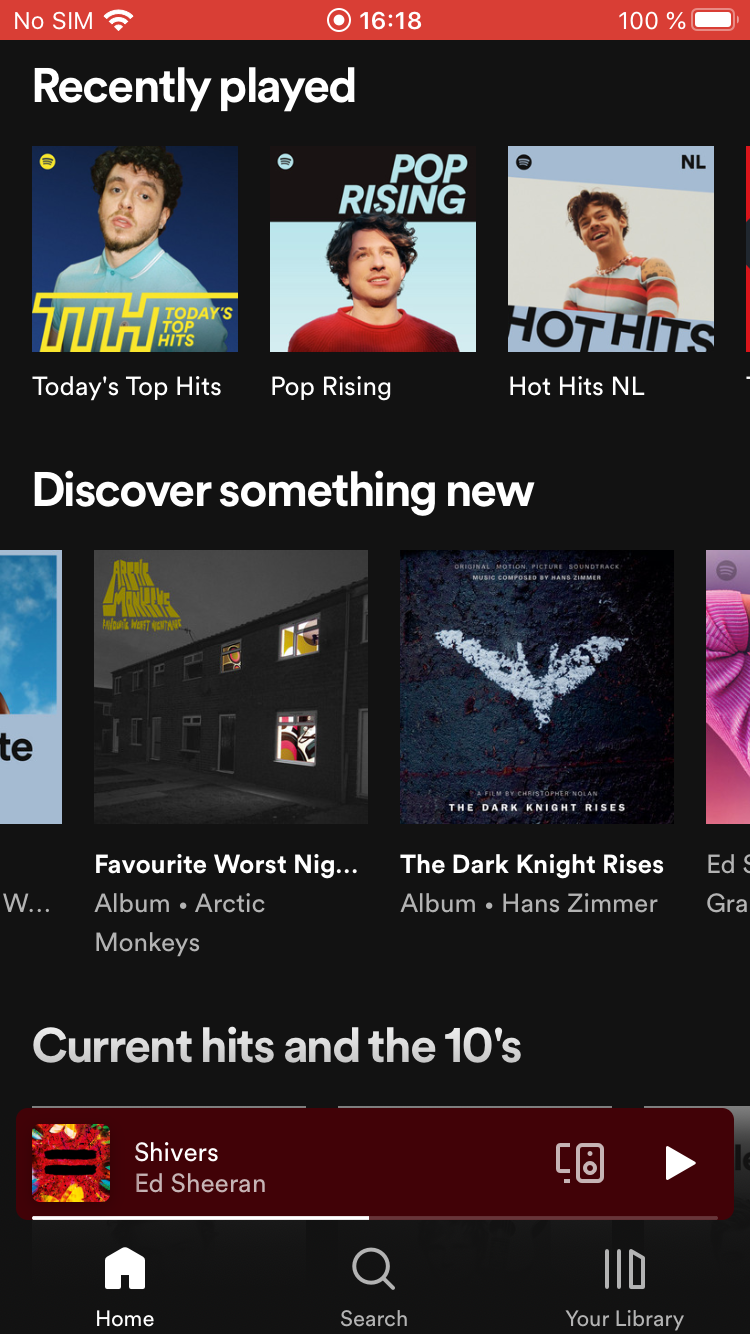 No SIM 16:18 100 %
Recently played
POP
RISING
NL
TTH TODAY'S
TOP
HITS
HOT HITS
Today's Top Hits
Pop Rising
Hot Hits NL
Discover something new
ARCTIC
MONKEYS
FAVOURITE WORST NIGHTMARE
ORIGINAL MOTION PICTURE SOUNDTRACK
MUSIC COMPOSED BY HANS ZIMMER
te
A FILM BY CHRISTOPHER NOLAN
THE DARK KNIGHT RISES
Favourite Worst Nig...
The Dark Knight Rises
Ed S
W...
Album • Arctic
Monkeys
Album • Hans Zimmer
Gra
Current hits and the 10's
Shivers
Ed Sheeran
Home
Search
Your Library